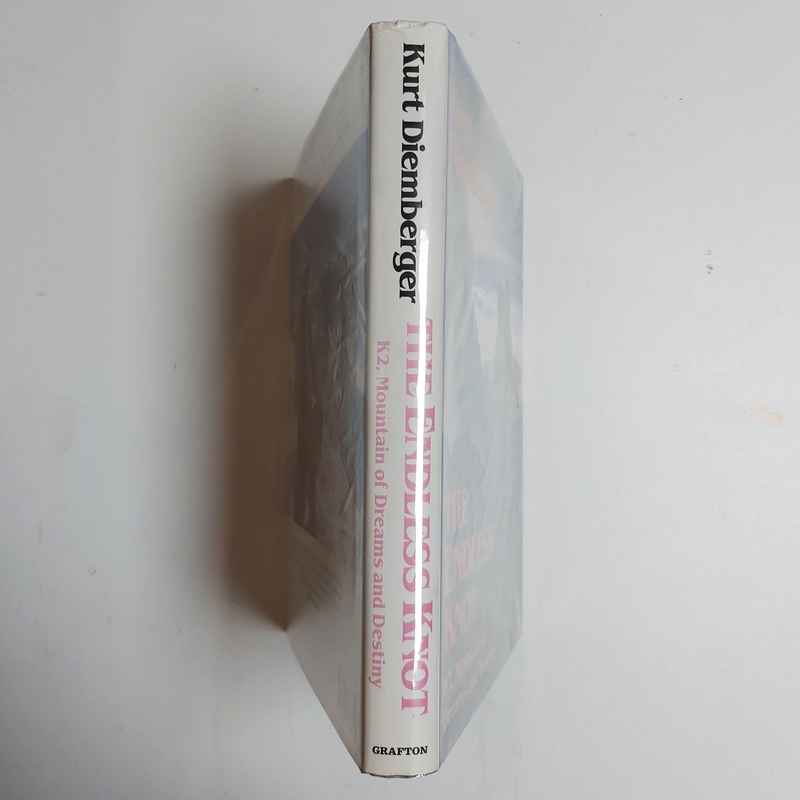 Kurt Diemberger
THE ENDLESS KNOT
K2, Mountain of Dreams and Destiny
GRAFTON